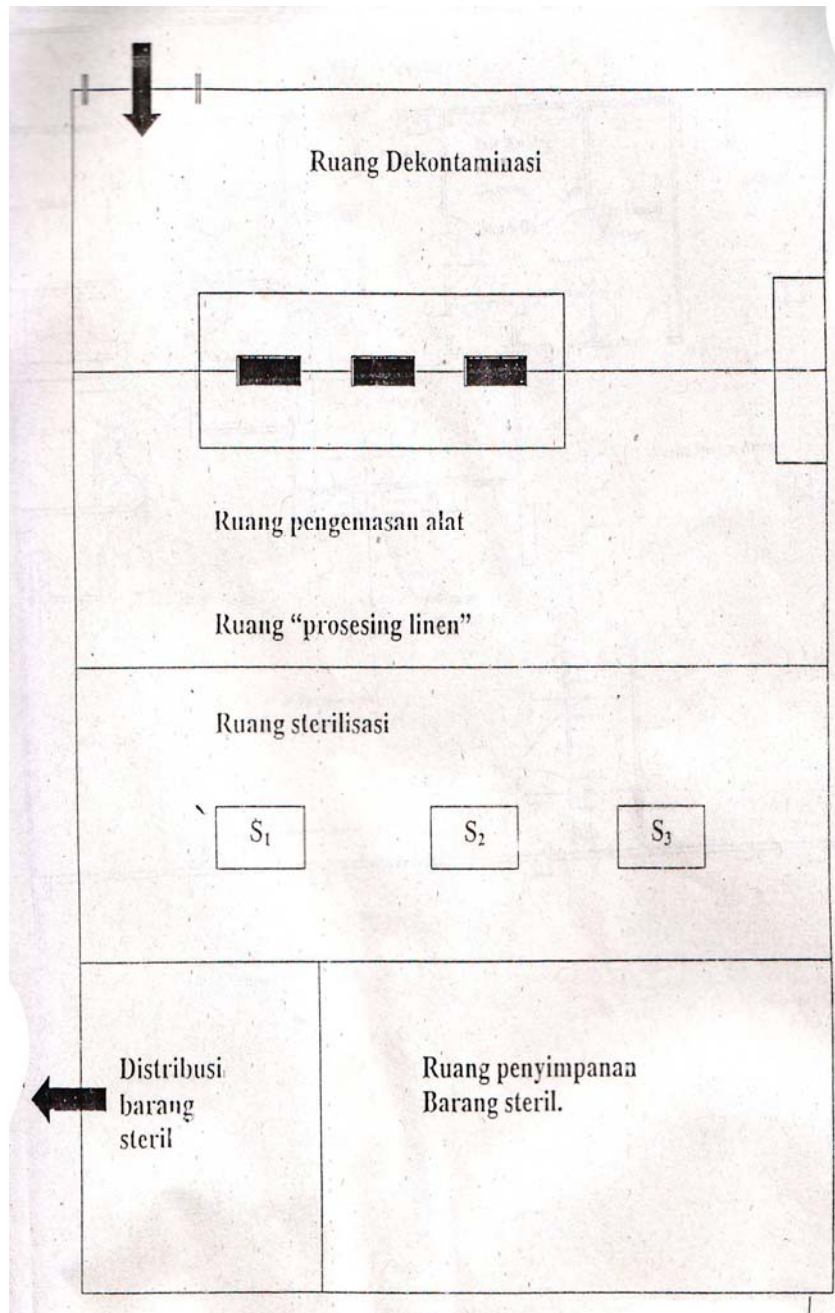 Ruang Dekontaminasi
Ruang pengemasan alat
Ruang “prosesing linen”
Ruang sterilisasi
S₁
S₂
S₃
Distribusi
barang
steril
Ruang penyimpanan
Barang steril.